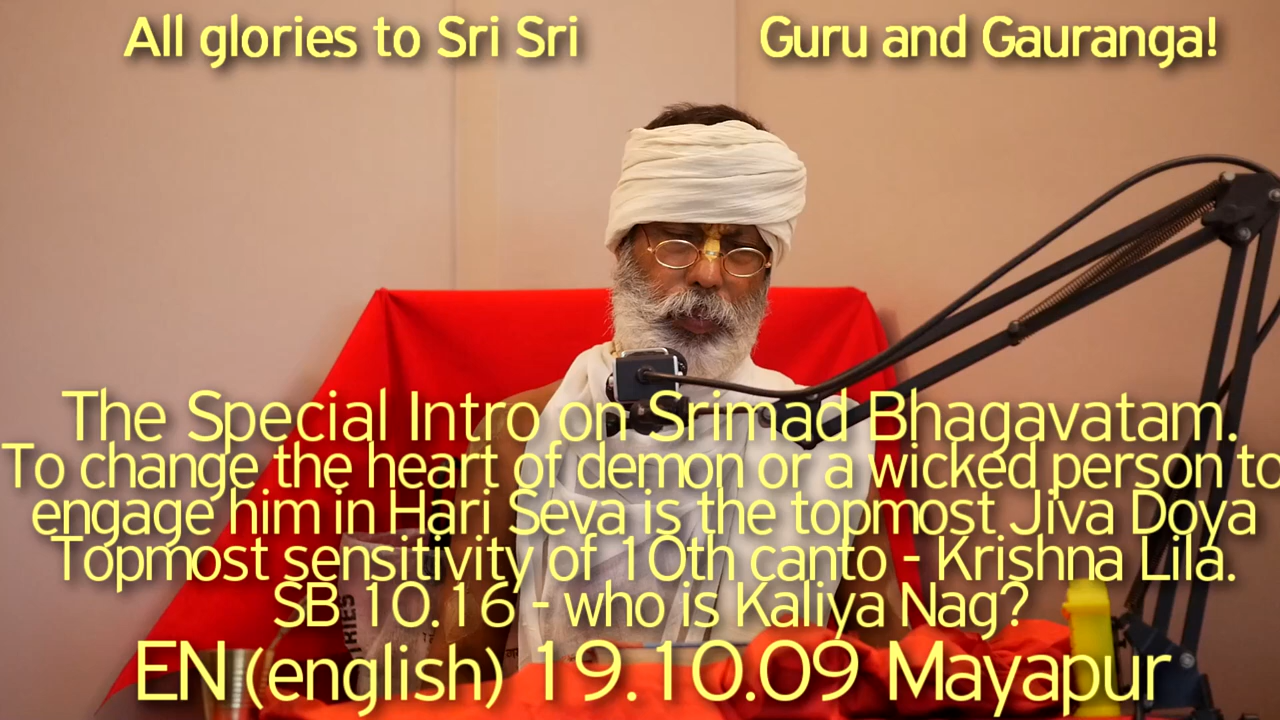 All glories to Sri Sri Guru and Gauranga!
The Special Intro on Srimad Bhagavatam.
To change the heart of demon or a wicked person to
engage him in Hari Seva is the topmost Jiva Doya
Topmost sensitivity of 10th canto - Krishna Lila.
SB 10.16 - who is Kaliya Nag?
EN (english) 19.10.09 Mayapur